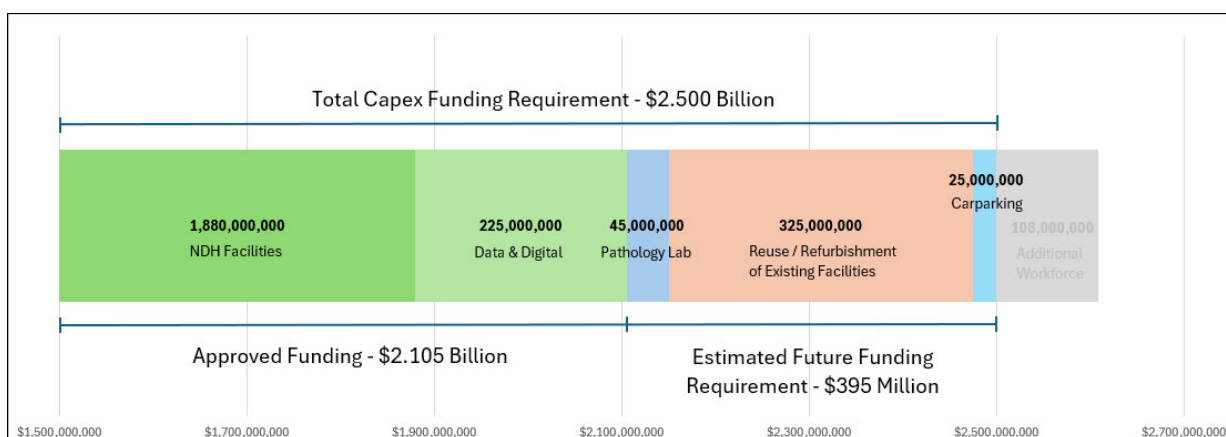 Total Capex Funding Requirement - $2.500 Billion
1,880,000,000
NDH Facilities
225,000,000
Data & Digital
45,000,000
Pathology Lab
325,000,000
Reuse / Refurbishment
of Existing Facilities
25,000,000
Carparking
108,000,000
Additional
Workforce
Approved Funding - $2.105 Billion
Estimated Future Funding
Requirement - $395 Million
$1,500,000,000
$1,700,000,000
$1,900,000,000
$2,100,000,000
$2,300,000,000
$2,500,000,000
$2,700,000,000